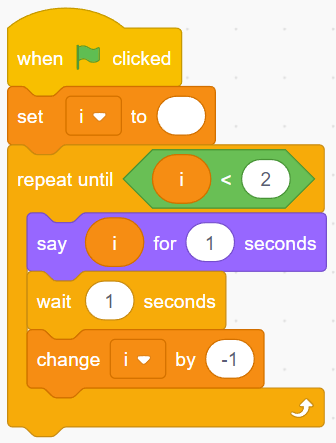 when clicked
set i to
repeat until i < 2
say i for 1 seconds
wait 1 seconds
change i by -1